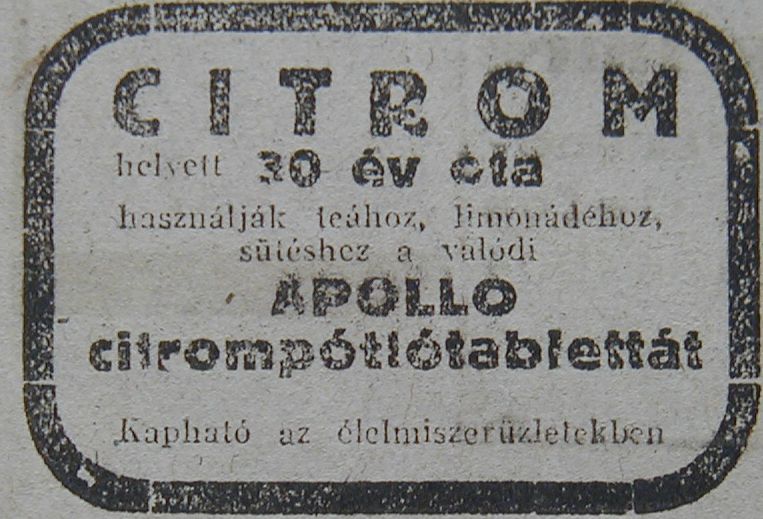 CITROM
helyett 30 év óta
használják teához, limonádéhoz,
sütéshez a valódi
APOLLO
citrompótlótablettát
Kapható az élelmiszerüzletekben